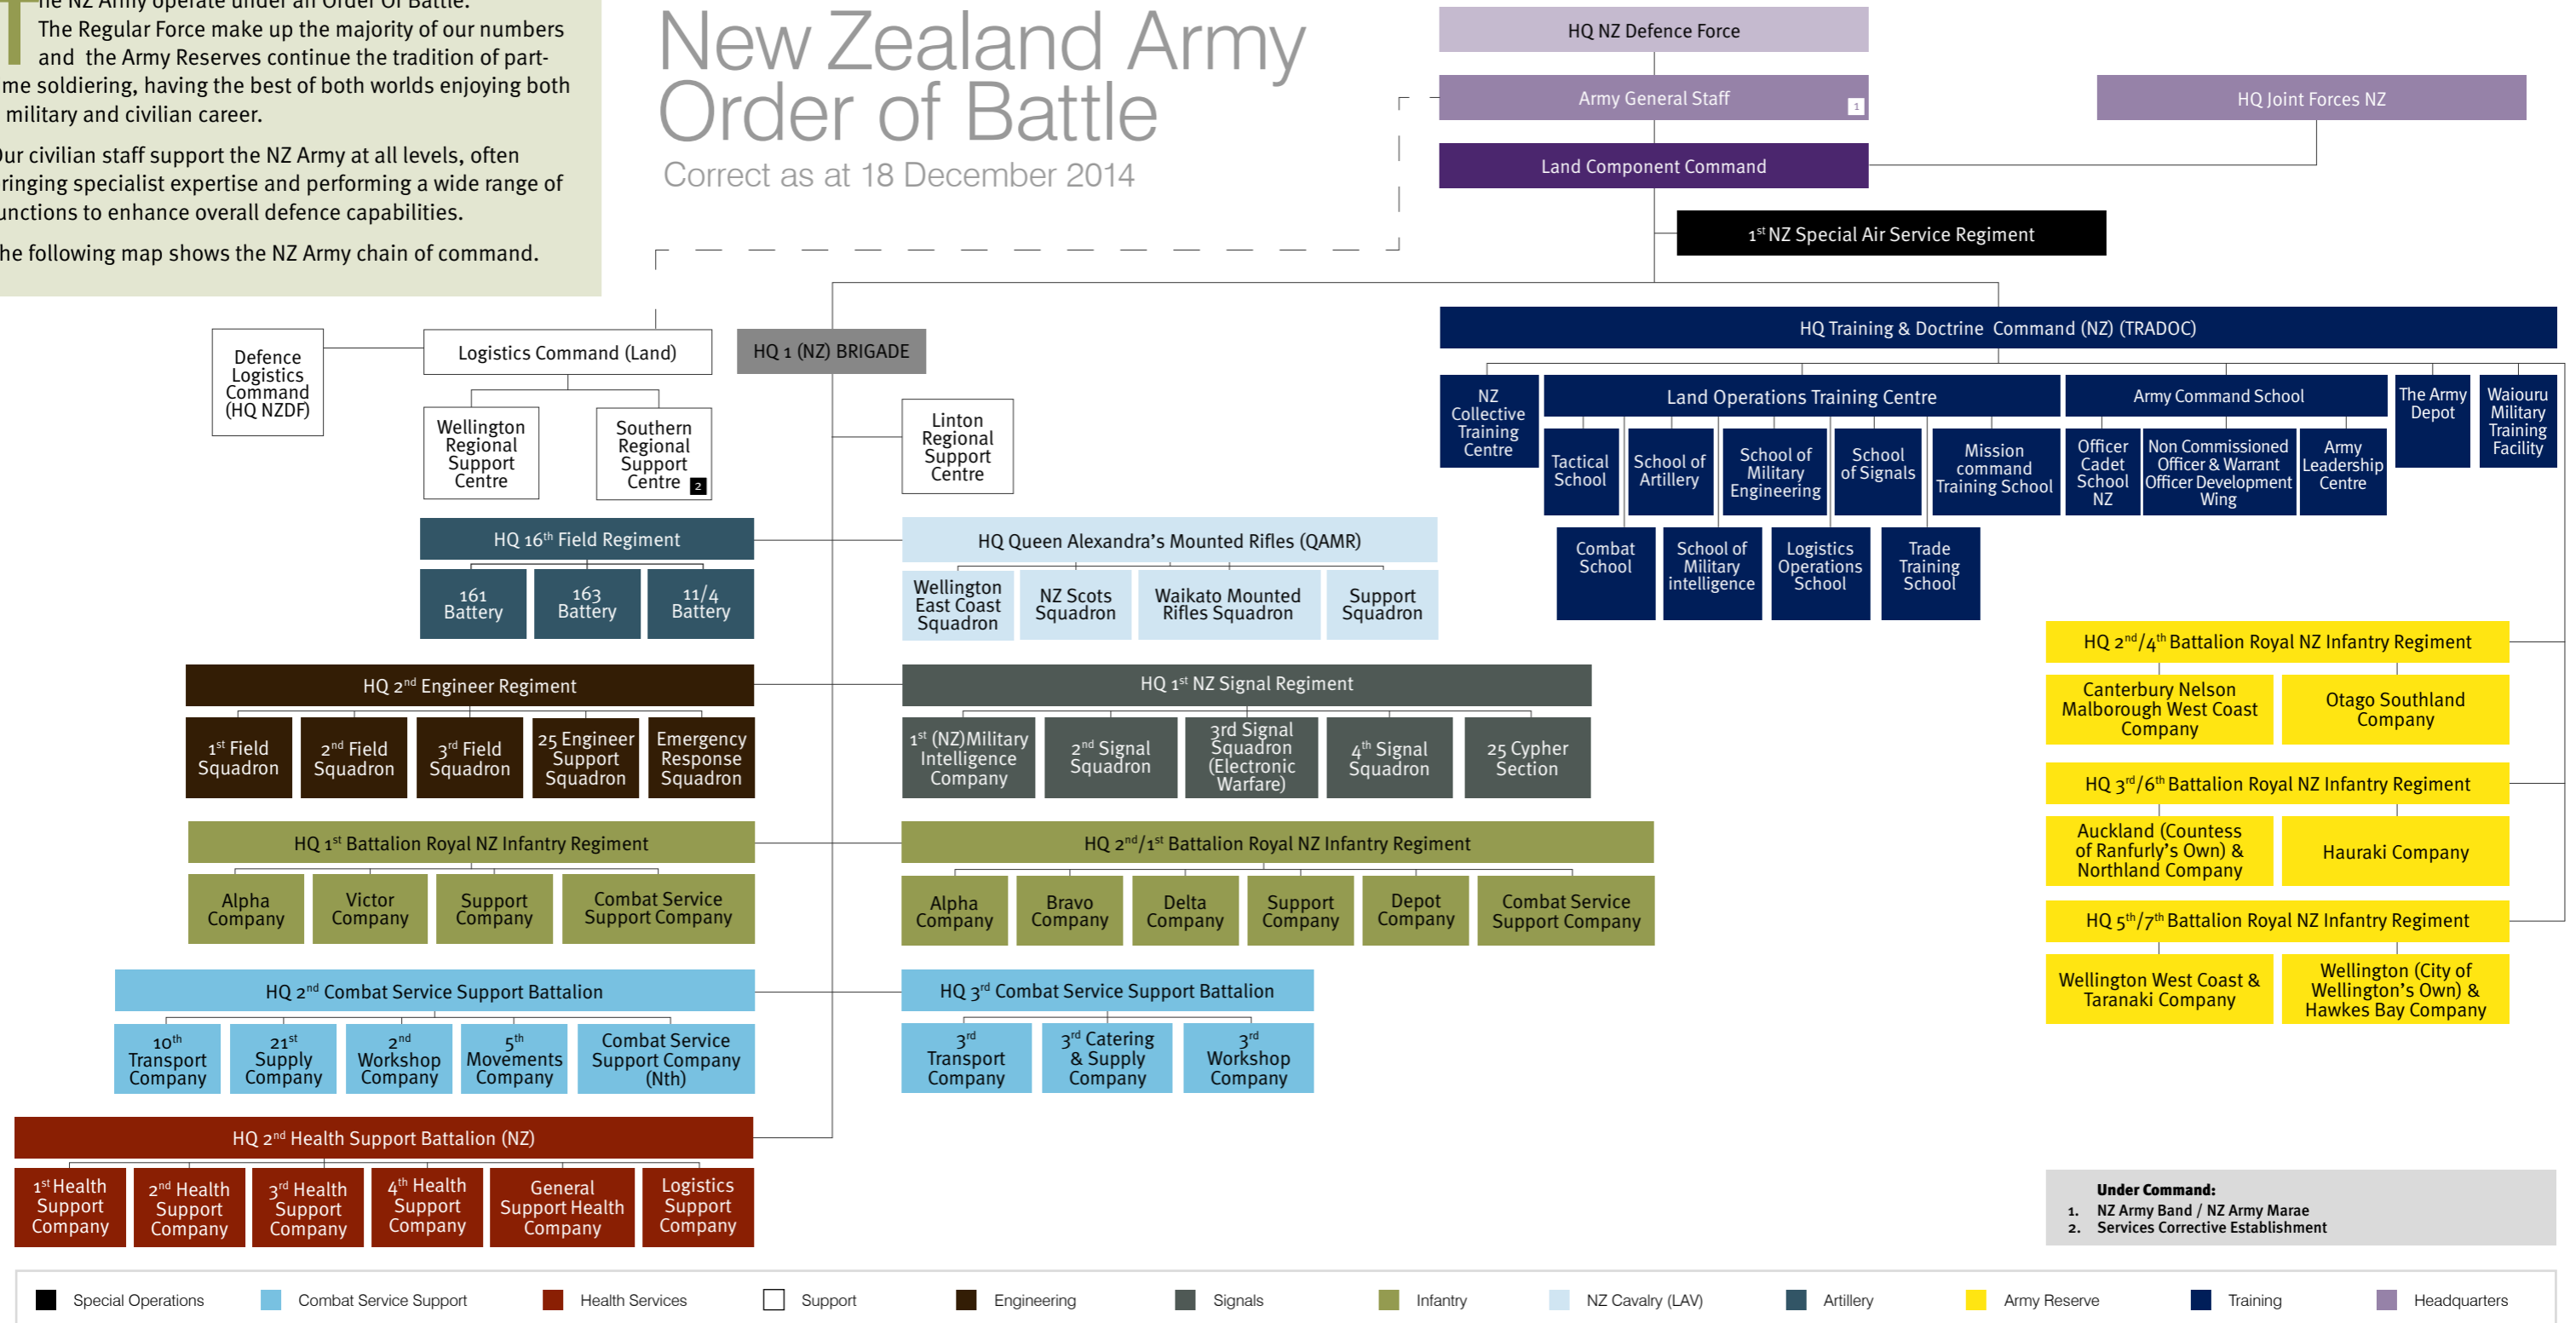 he NZ Army operate under an Order Of Battle.
The Regular Force make up the majority of our numbers
and the Army Reserves continue the tradition of part-
me soldiering, having the best of both worlds enjoying both
military and civilian career.
Our civilian staff support the NZ Army at all levels, often
ringing specialist expertise and performing a wide range of
unctions to enhance overall defence capabilities.
he following map shows the NZ Army chain of command.
New Zealand Army
Order of Battle
Correct as at 18 December 2014
HQ NZ Defence Force
Army General Staff
1
HQ Joint Forces NZ
Land Component Command
1st NZ Special Air Service Regiment
Defence
Logistics
Command
(HQ NZDF)
Logistics Command (Land)
HQ 1 (NZ) BRIGADE
Wellington
Regional
Support
Centre
Southern
Regional
Support
Centre
2
Linton
Regional
Support
Centre
HQ Training & Doctrine Command (NZ) (TRADOC)
NZ
Collective
Training
Centre
Land Operations Training Centre
Army Command School
The Army
Depot
Waiouru
Military
Training
Facility
Tactical
School
School of
Artillery
School of
Military
Engineering
School
of Signals
Mission
command
Training School
Officer
Cadet
School
NZ
Non Commissioned
Officer & Warrant
Officer Development
Wing
Army
Leadership
Centre
Combat
School
School of
Military
intelligence
Logistics
Operations
School
Trade
Training
School
HQ 16th Field Regiment
161
Battery
163
Battery
11/4
Battery
HQ Queen Alexandra's Mounted Rifles (QAMR)
Wellington
East Coast
Squadron
NZ Scots
Squadron
Waikato Mounted
Rifles Squadron
Support
Squadron
HQ 2nd Engineer Regiment
1st Field
Squadron
2nd Field
Squadron
3rd Field
Squadron
25 Engineer
Support
Squadron
Emergency
Response
Squadron
HQ 1st NZ Signal Regiment
1st (NZ)Military
Intelligence
Company
2nd Signal
Squadron
3rd Signal
Squadron
(Electronic
Warfare)
4th Signal
Squadron
25 Cypher
Section
HQ 1st Battalion Royal NZ Infantry Regiment
Alpha
Company
Victor
Company
Support
Company
Combat Service
Support Company
HQ 2nd/1st Battalion Royal NZ Infantry Regiment
Alpha
Company
Bravo
Company
Delta
Company
Support
Company
Depot
Company
Combat Service
Support Company
HQ 2nd Combat Service Support Battalion
10th
Transport
Company
21st
Supply
Company
2nd
Workshop
Company
5th
Movements
Company
Combat Service
Support Company
(Nth)
HQ 3rd Combat Service Support Battalion
3rd
Transport
Company
3rd Catering
& Supply
Company
3rd
Workshop
Company
HQ 2nd Health Support Battalion (NZ)
1st Health
Support
Company
2nd Health
Support
Company
3rd Health
Support
Company
4th Health
Support
Company
General
Support Health
Company
Logistics
Support
Company
HQ 2nd/4th Battalion Royal NZ Infantry Regiment
Canterbury Nelson
Malborough West Coast
Company
Otago Southland
Company
HQ 3rd/6th Battalion Royal NZ Infantry Regiment
Auckland (Countess
of Ranfurly's Own) &
Northland Company
Hauraki Company
HQ 5th/7th Battalion Royal NZ Infantry Regiment
Wellington West Coast &
Taranaki Company
Wellington (City of
Wellington's Own) &
Hawkes Bay Company
Under Command:
1. NZ Army Band / NZ Army Marae
2. Services Corrective Establishment
Special Operations
Combat Service Support
Health Services
Support
Engineering
Signals
Infantry
NZ Cavalry (LAV)
Artillery
Army Reserve
Training
Headquarters